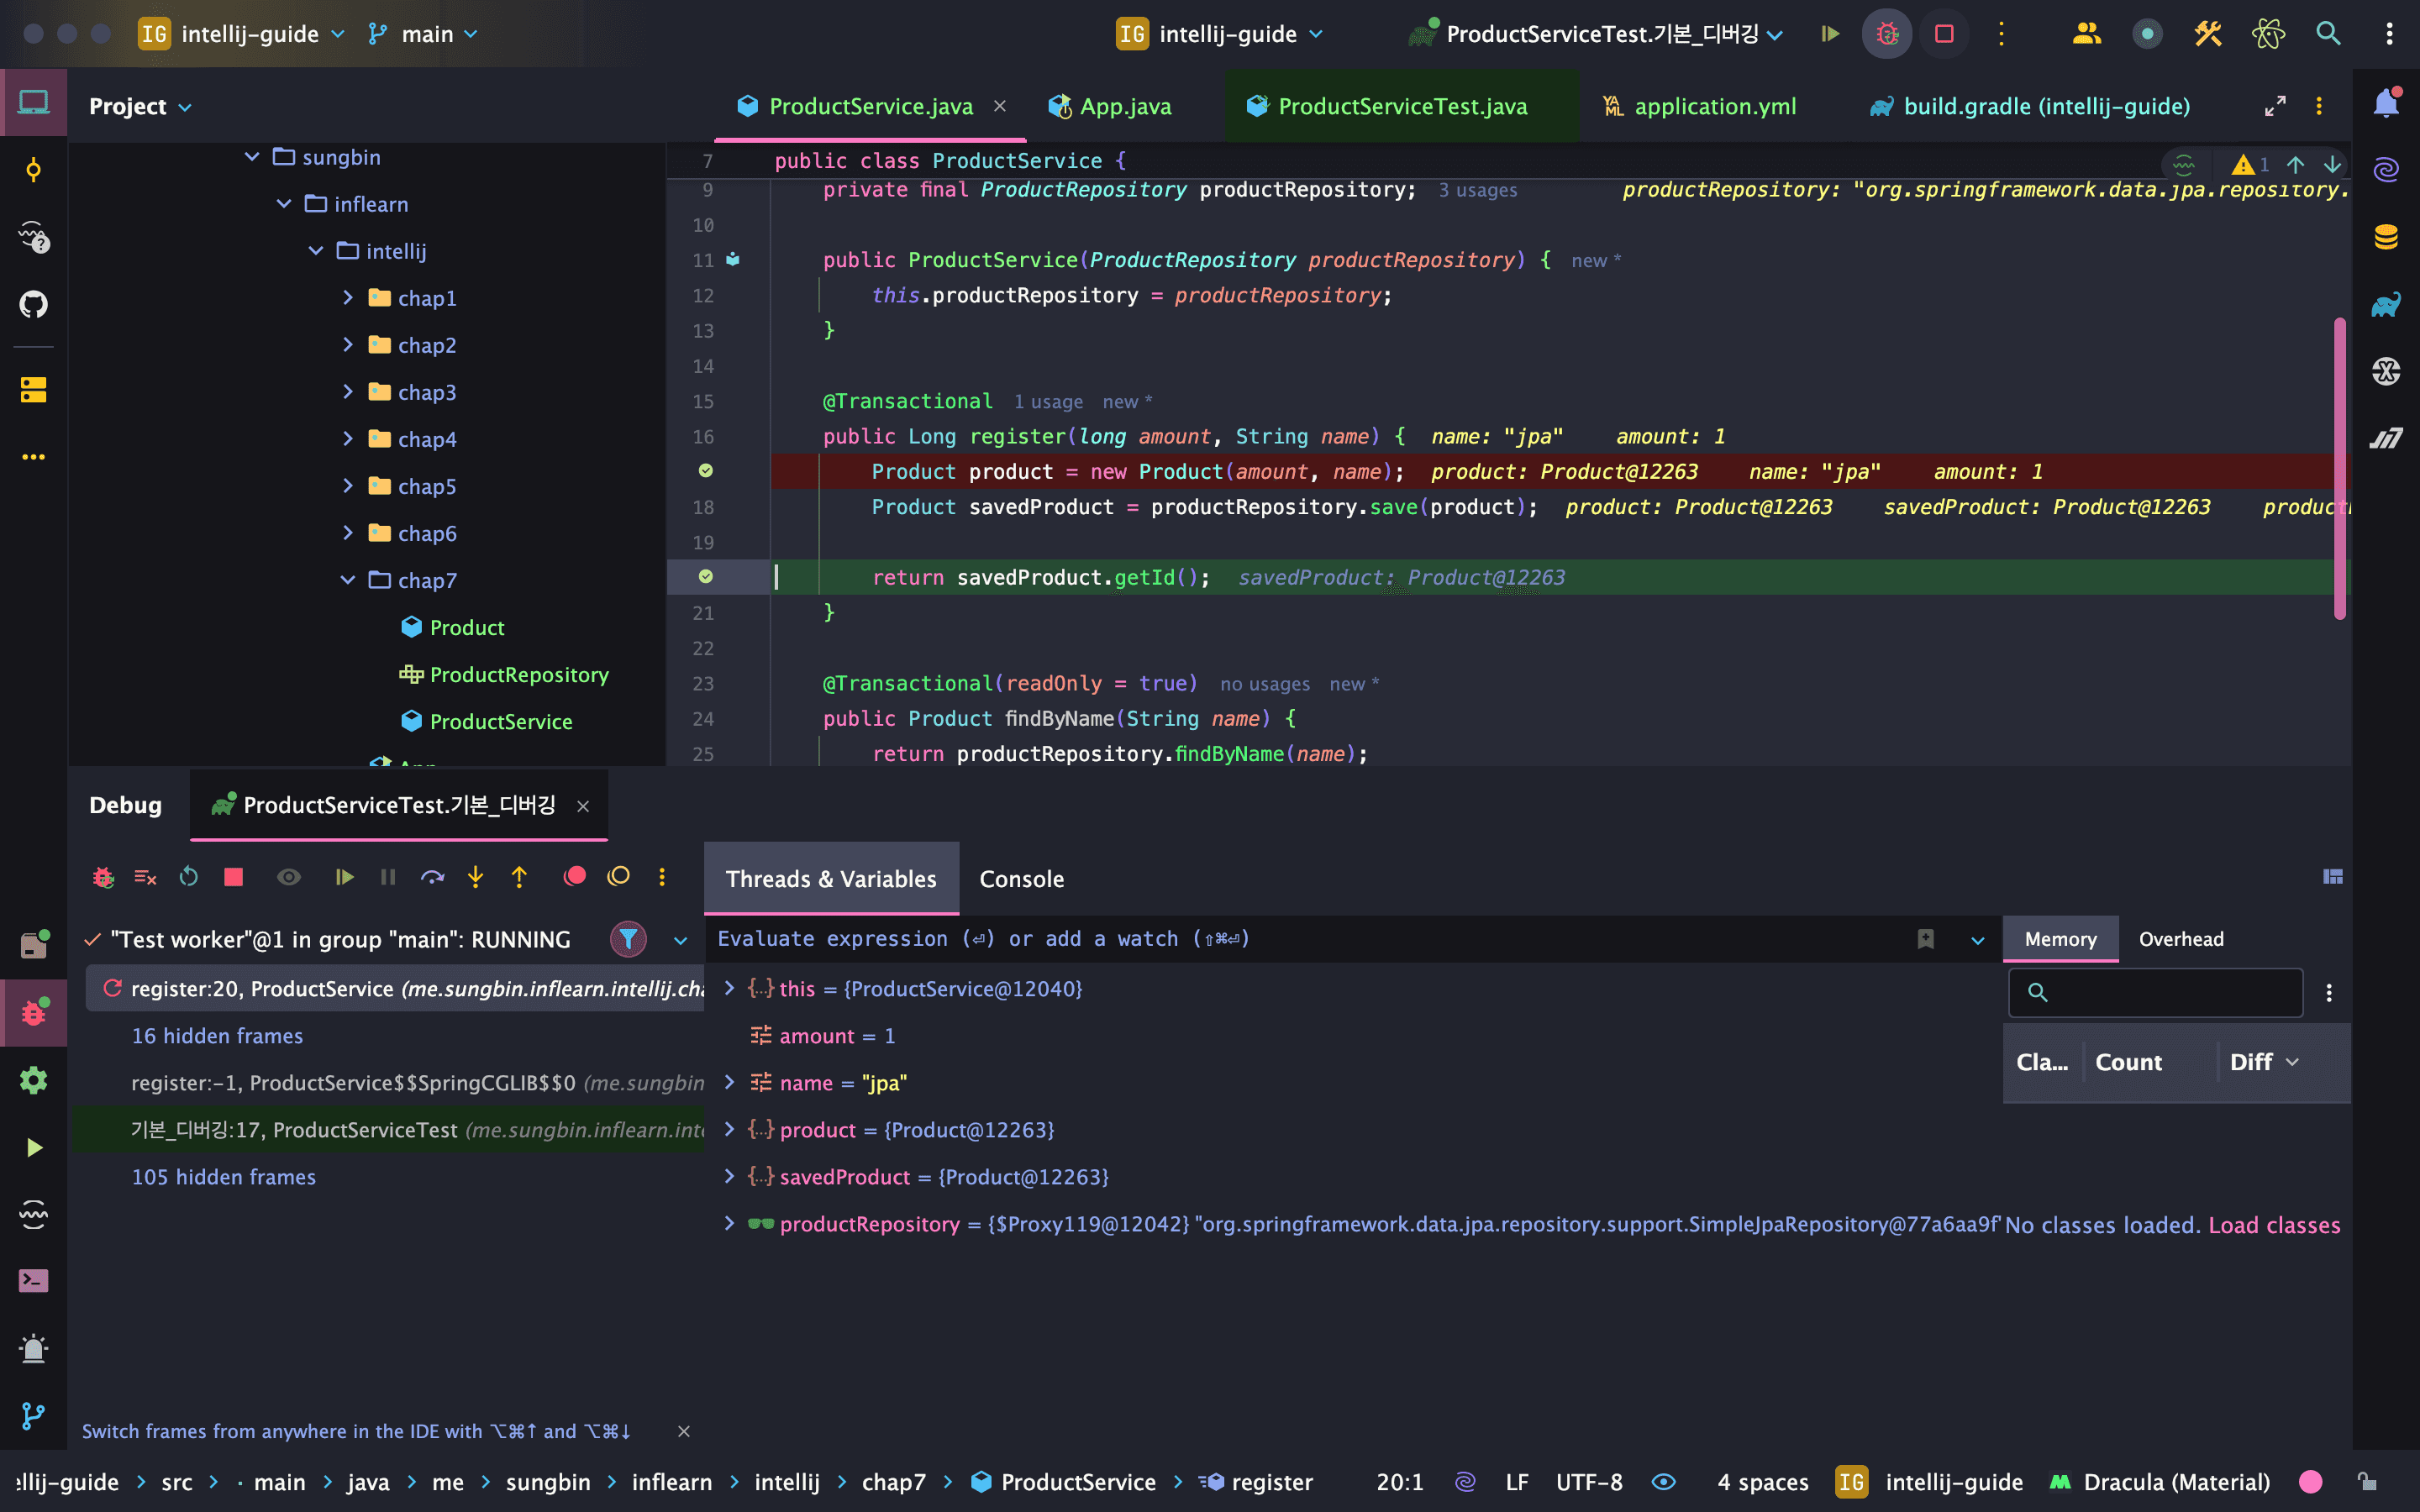 IG intellij-guide main IG intellij-guide ProductServiceTest.기본_디버깅
Project
ProductService.java App.java ProductServiceTest.java application.yml build.gradle (intellij-guide)
sungbin
inflearn
intellij
chap1
chap2
chap3
chap4
chap5
chap6
chap7
Product
ProductRepository
ProductService
7 public class ProductService { 1
9 private final ProductRepository productRepository; 3 usages productRepository: "org.springframework.data.jpa.repository.
10
11 public ProductService(ProductRepository productRepository) { new *
12 this.productRepository = productRepository;
13 }
14
15 @Transactional 1 usage new *
16 public Long register(long amount, String name) { name: "jpa" amount: 1
Product product = new Product(amount, name); product: Product@12263 name: "jpa" amount: 1
18 Product savedProduct = productRepository.save(product); product: Product@12263 savedProduct: Product@12263 product
19
return savedProduct.getId(); savedProduct: Product@12263
21 }
22
23 @Transactional(readOnly = true) no usages new *
24 public Product findByName(String name) {
25 return productRepository.findByName(name);
Debug ProductServiceTest.기본_디버깅
Threads & Variables Console
"Test worker"@1 in group "main": RUNNING
register:20, ProductService (me.sungbin.inflearn.intellij.cha
16 hidden frames
register:-1, ProductService$$SpringCGLIB$$0 (me.sungbin
기본_디버깅:17, ProductServiceTest (me.sungbin.inflearn.inte
105 hidden frames
Switch frames from anywhere in the IDE with ⌥⌘↑ and ⌥⌘↓
Evaluate expression (⏎) or add a watch (⇧⌘⏎)
this = {ProductService@12040}
amount = 1
name = "jpa"
product = {Product@12263}
savedProduct = {Product@12263}
productRepository = {$Proxy119@12042} "org.springframework.data.jpa.repository.support.SimpleJpaRepository@77a6aa9f"
Memory Overhead
Cla... Count Diff
No classes loaded. Load classes
ellij-guide > src > main > java > me > sungbin > inflearn > intellij > chap7 > ProductService > register 20:1 LF UTF-8 4 spaces IG intellij-guide Dracula (Material)